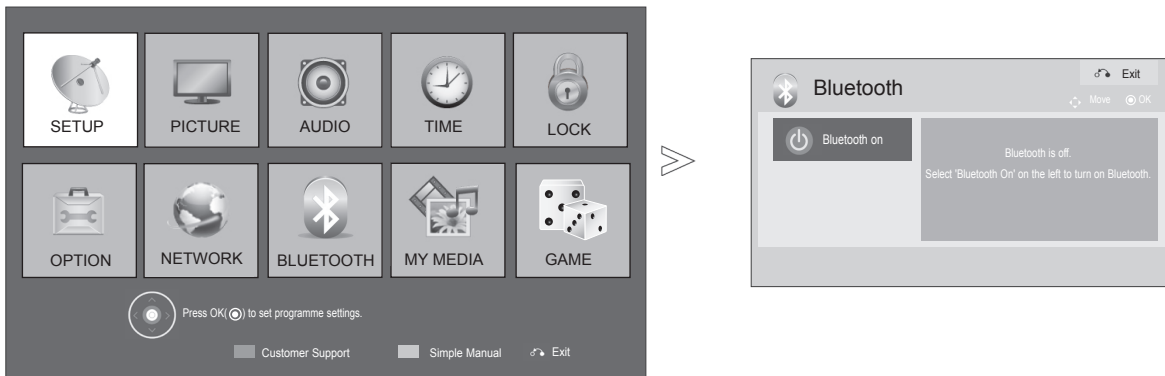 SETUP
PICTURE
AUDIO
TIME
LOCK
OPTION
NETWORK
BLUETOOTH
MY MEDIA
GAME
Press OK( ) to set programme settings.
Customer Support
Simple Manual
Exit
Bluetooth
Exit
Move
OK
Bluetooth on
Bluetooth is off.
Select 'Bluetooth On' on the left to turn on Bluetooth.